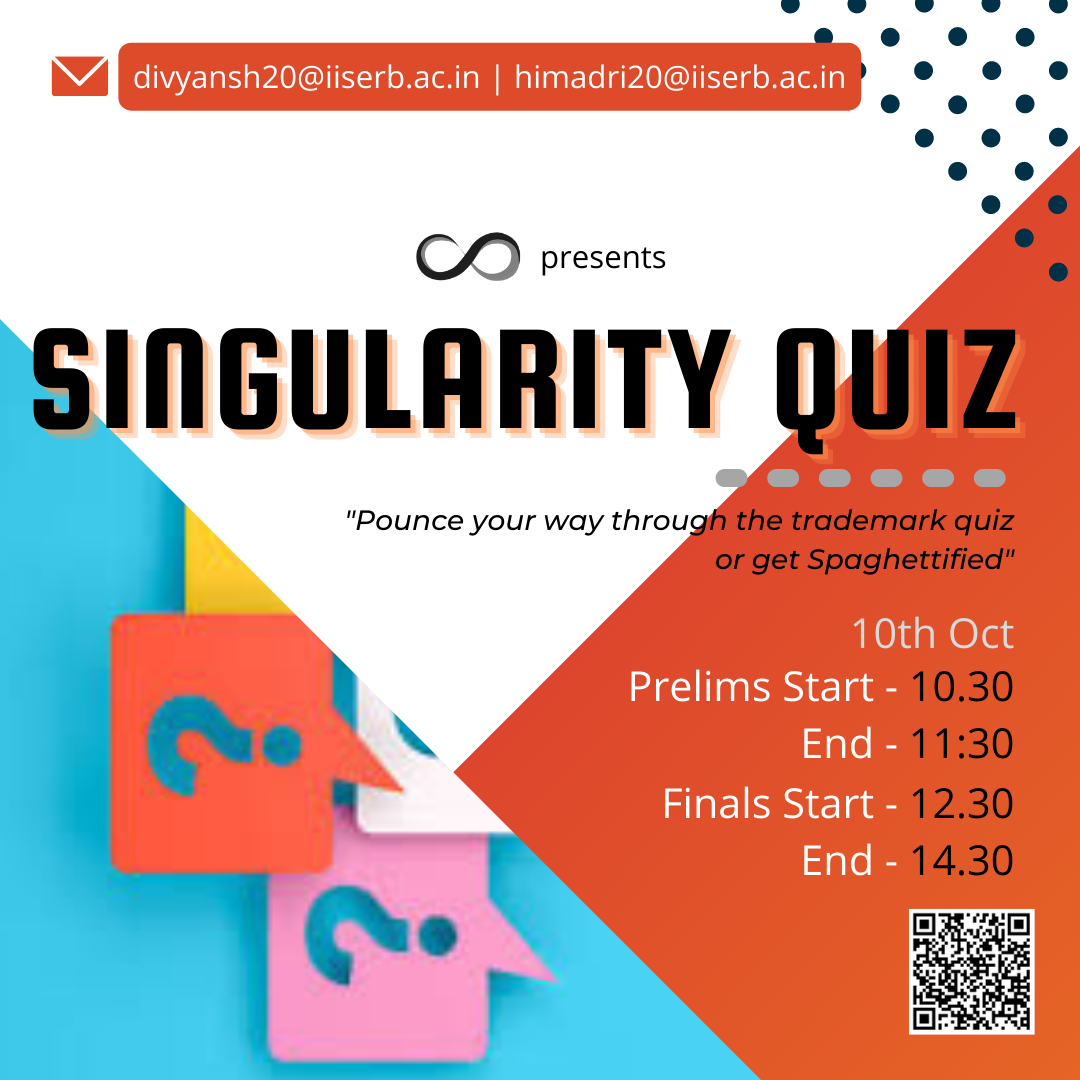 divyansh20@iiserb.ac.in | himadri20@iiserb.ac.in
presents
SINGULARITY QUIZ
"Pounce your way through the trademark quiz
or get Spaghettified"
10th Oct
Prelims Start - 10.30
End - 11:30
Finals Start - 12.30
End - 14.30